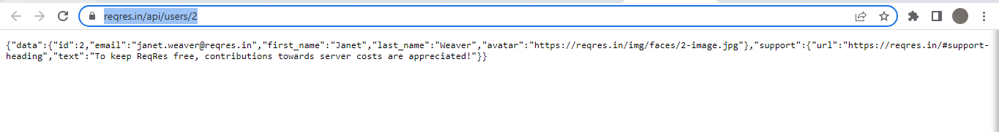 reqres.in/api/users/2
{"data":{"id":2,"email":"janet.weaver@reqres.in","first_name":"Janet","last_name":"Weaver","avatar":"https://reqres.in/img/faces/2-image.jpg"},"support":{"url":"https://reqres.in/#support-
heading","text":"To keep ReqRes free, contributions towards server costs are appreciated!"}}